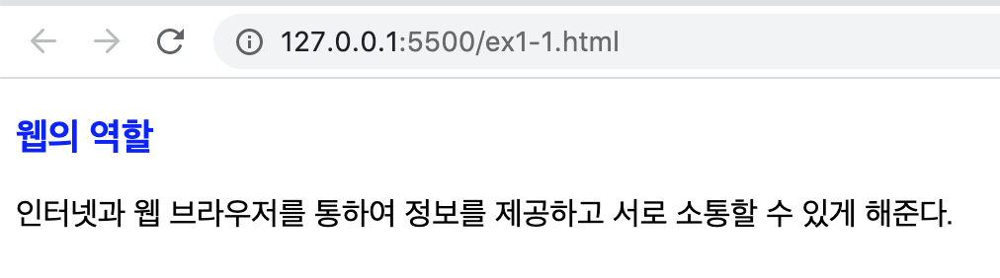 127.0.0.1:5500/ex1-1.html
웹의 역할
인터넷과 웹 브라우저를 통하여 정보를 제공하고 서로 소통할 수 있게 해준다.